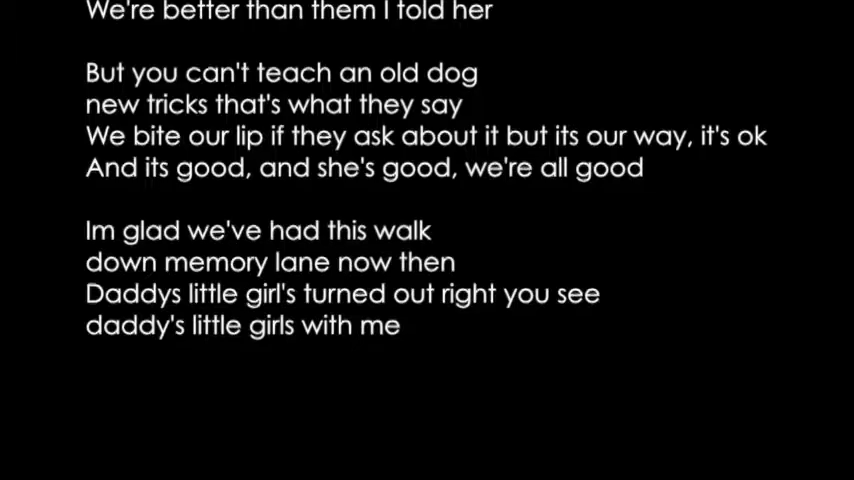 We're better than them I told her
But you can't teach an old dog
new tricks that's what they say
We bite our lip if they ask about it but its our way, it's ok
And its good, and she's good, we're all good
Im glad we've had this walk
down memory lane now then
Daddys little girl's turned out right you see
daddy's little girls with me